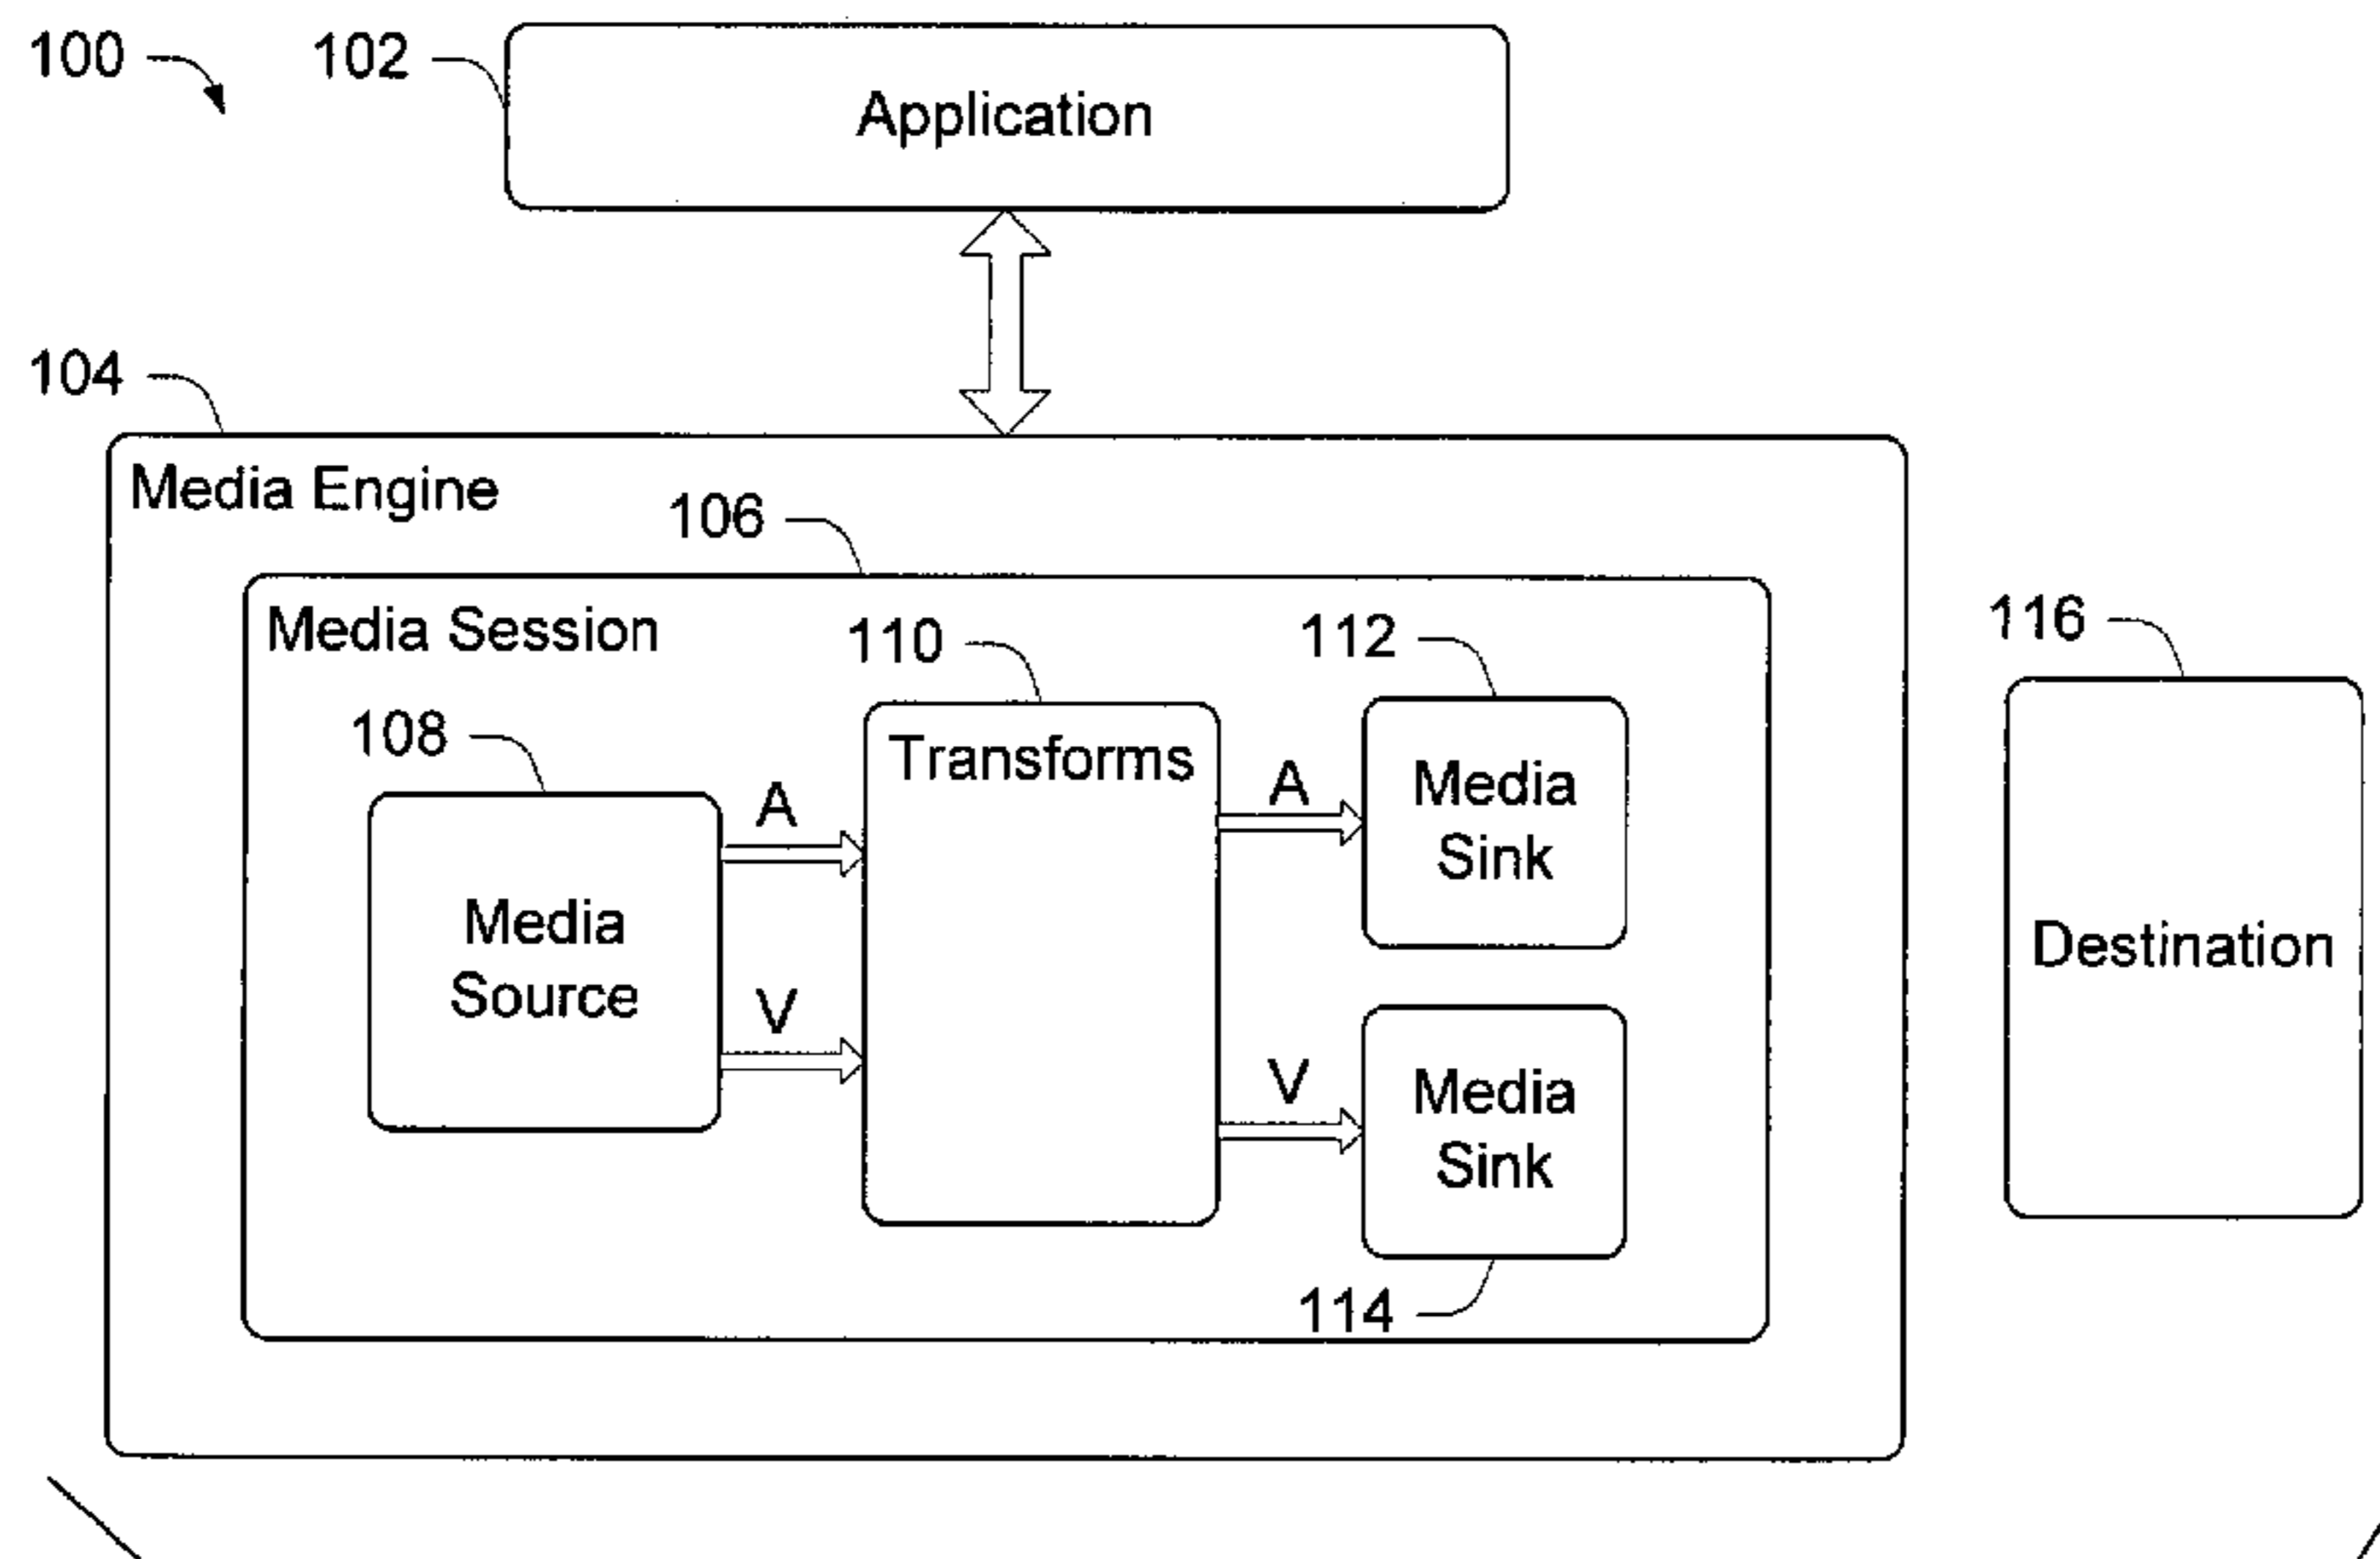 100
102
Application
104
Media Engine
106
Media Session
110
112
116
108
Transforms
A
A
Media
Sink
Media
Source
Destination
V
V
Media
Sink
114